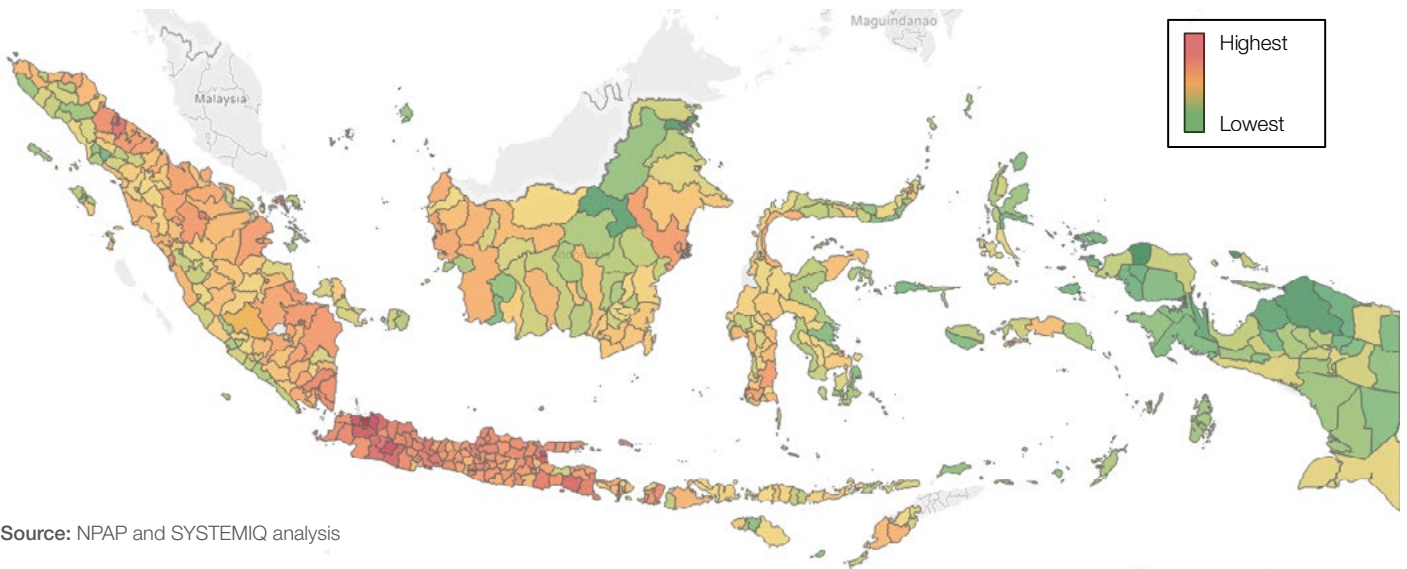 Maguindanao
Highest
Malaysia
Lowest
Source: NPAP and SYSTEMIQ analysis